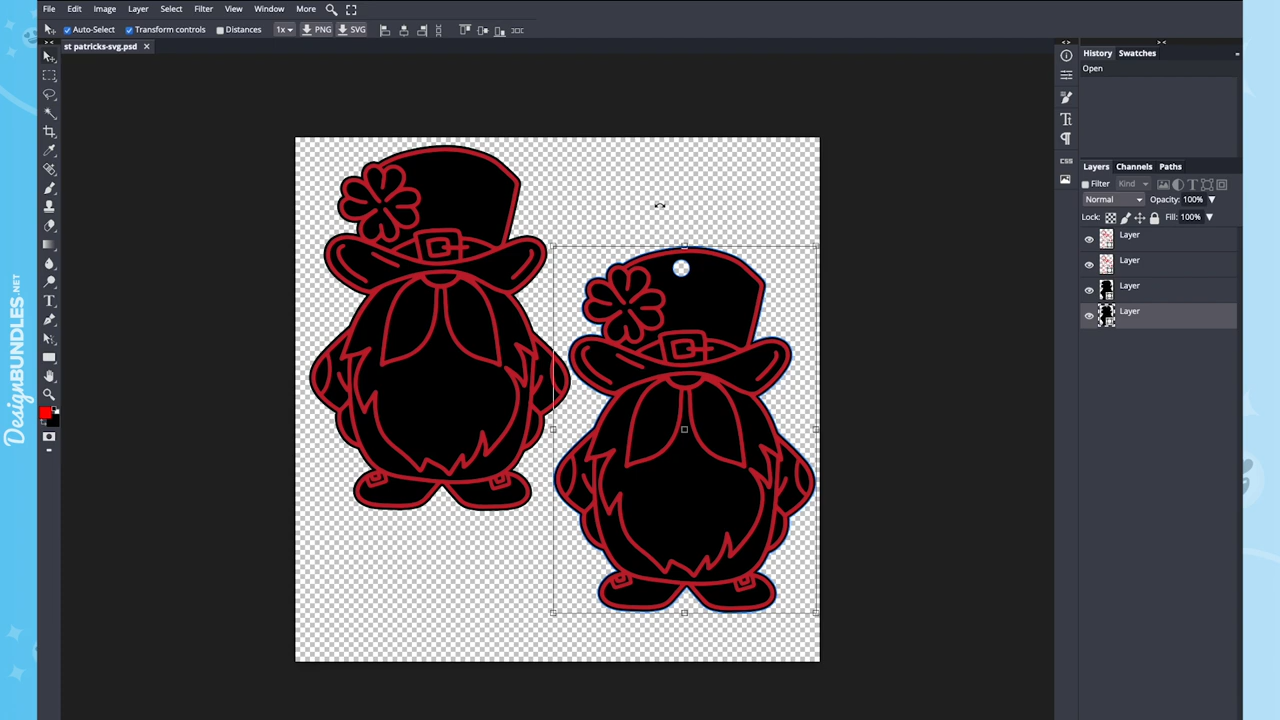 File Edit Image Layer Select Filter View Window More
Auto-Select Transform controls Distances 1x PNG SVG
st patricks-svg.psd
History Swatches
Open
Tt
CSS
Layers Channels Paths
Filter Kind T
Normal Opacity: 100%
Lock: Fill: 100%
Layer
Layer
Layer
Layer
T
DesignBUNDLES.NET